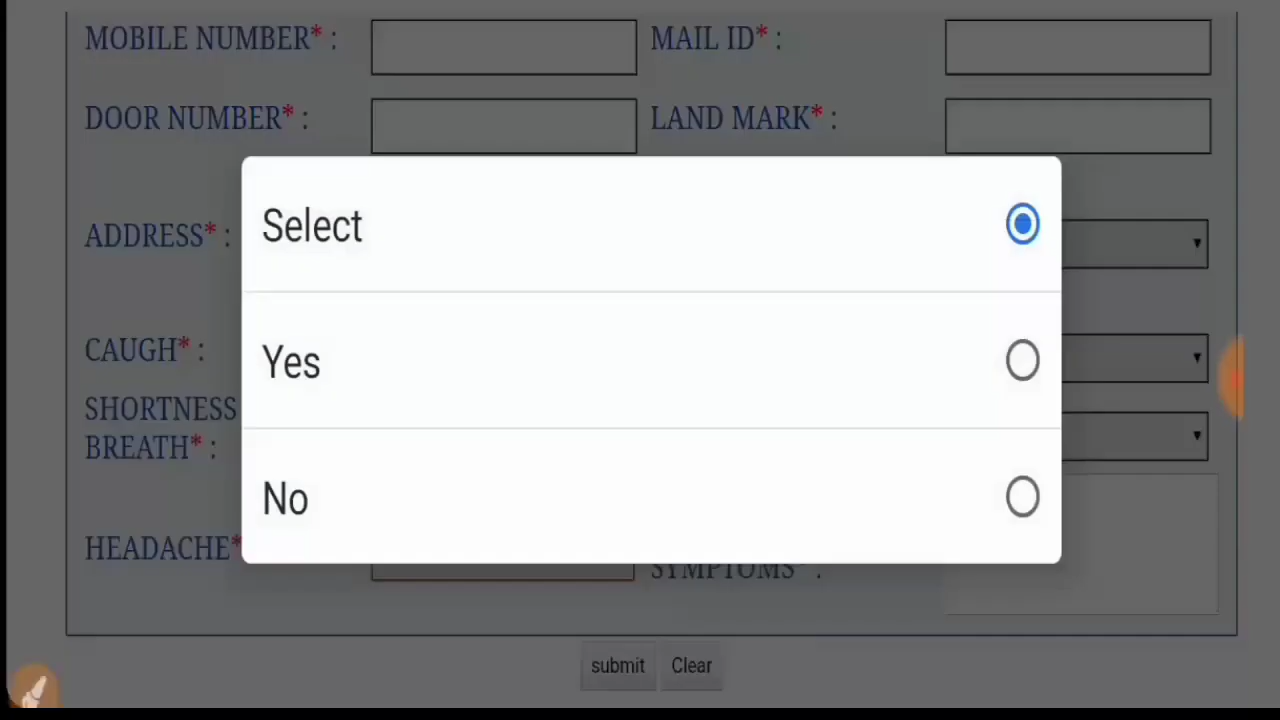 MOBILE NUMBER* : MAIL ID* :
DOOR NUMBER* : LAND MARK* :
Select
ADDRESS* :
Yes
CAUGH* :
SHORTNESS
BREATH* :
No
HEADACHE*
SYMPTOMS* :
submit Clear